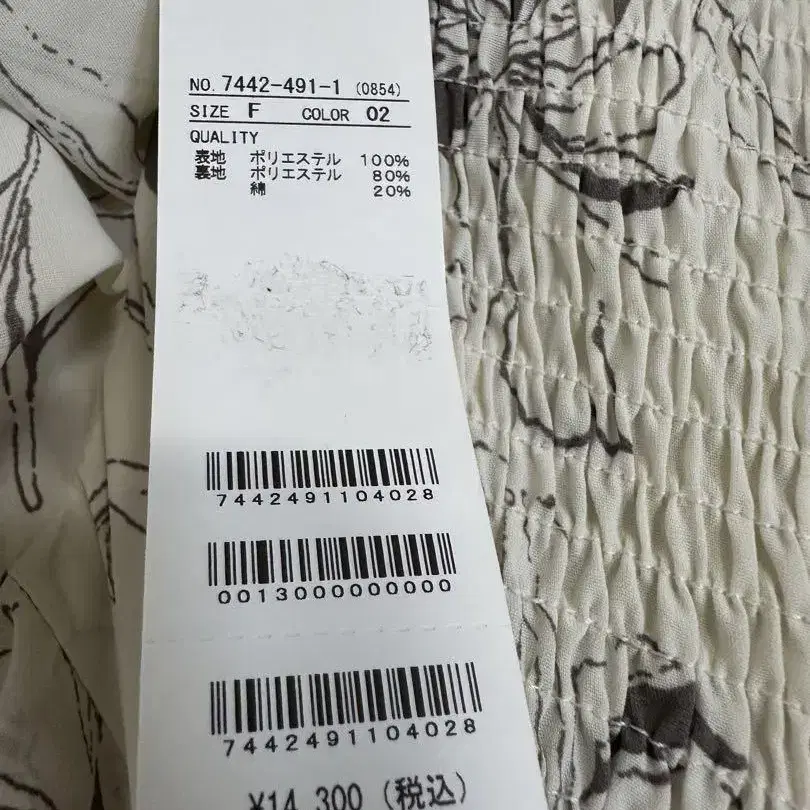 NO. 7442-491-1 (0854)
SIZE F COLOR 02
QUALITY
表地 ポリエステル 100%
裏地 ポリエステル 80%
綿 20%
7442491104028
0013000000000
7442491104028
¥14,300 (税込)